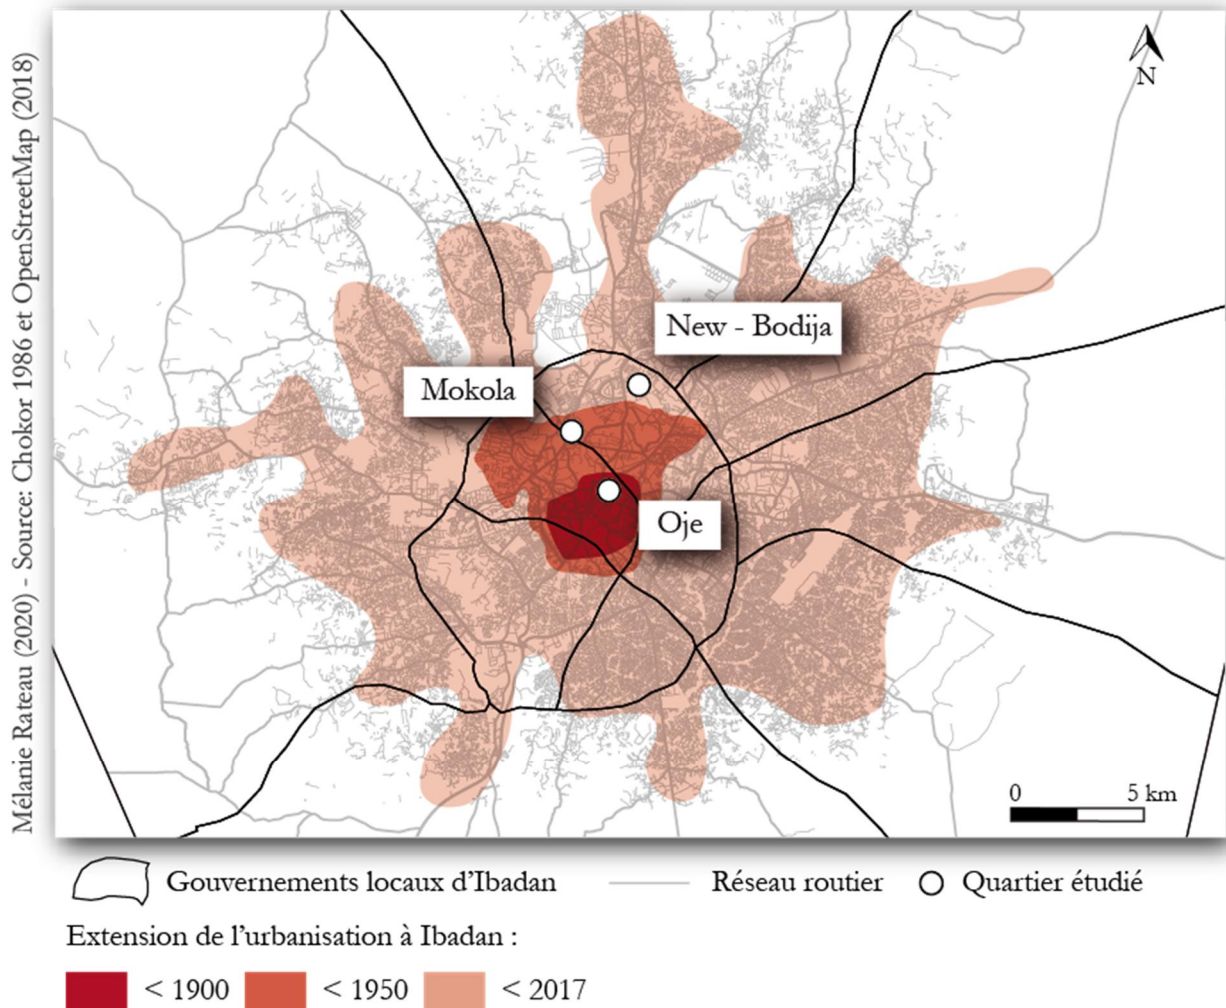 Mélanie Rateau (2020) - Source: Chokor 1986 et OpenStreetMap (2018)
N
New - Bodija
Mokola
Oje
0 5 km
Gouvernements locaux d'Ibadan
Réseau routier
Quartier étudié
Extension de l'urbanisation à Ibadan :
< 1900
< 1950
< 2017